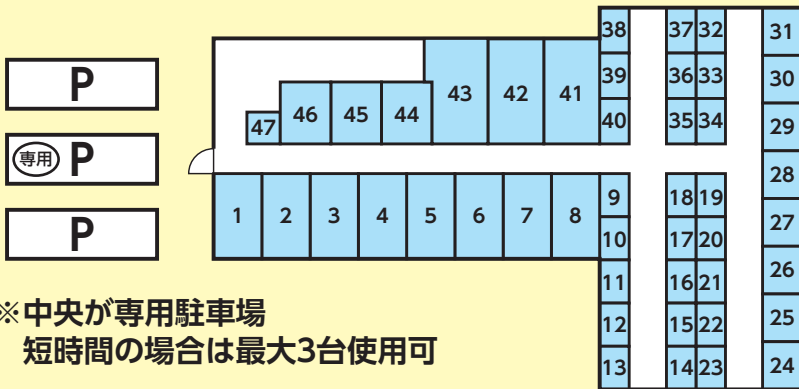 38 37 32 31
P 39 36 33 30
43 42 41
46 45 44 40 35 34 29
47
専用 P 28
1 2 3 4 5 6 7 8 9 18 19 27
P 10 17 20
11 16 21 26
※中央が専用駐車場 12 15 22 25
短時間の場合は最大3台使用可 13 14 23 24